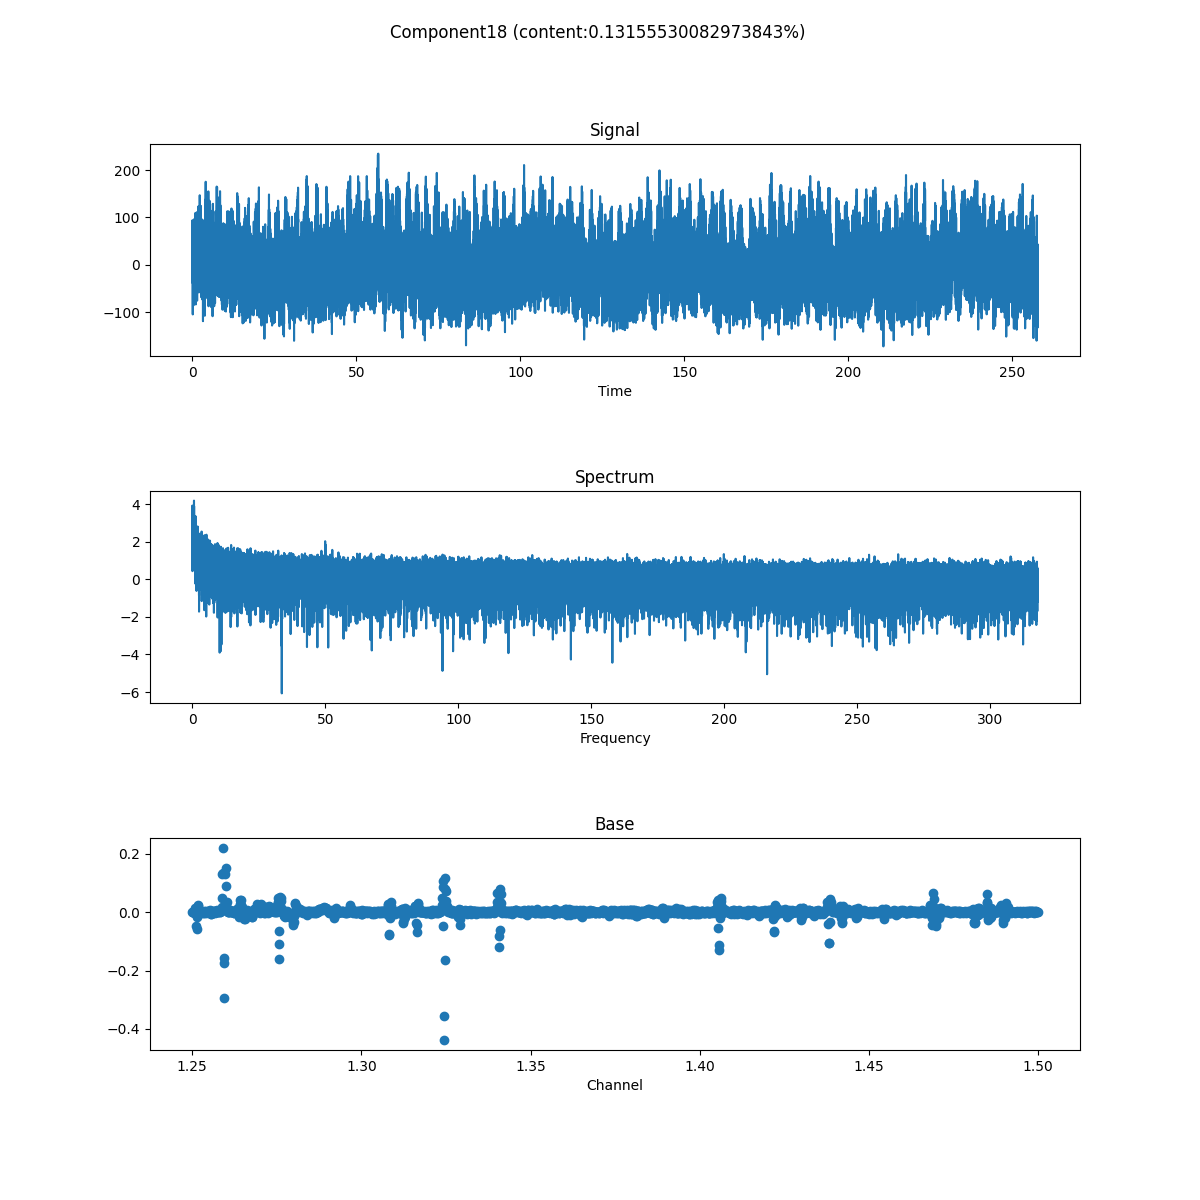 Component18 (content:0.13155530082973843%)
Signal
200
100
0
−100
0 50 100 150 200 250
Time
Spectrum
4
2
0
−2
−4
−6
0 50 100 150 200 250 300
Frequency
Base
0.2
0.0
−0.2
−0.4
1.25 1.30 1.35 1.40 1.45 1.50
Channel